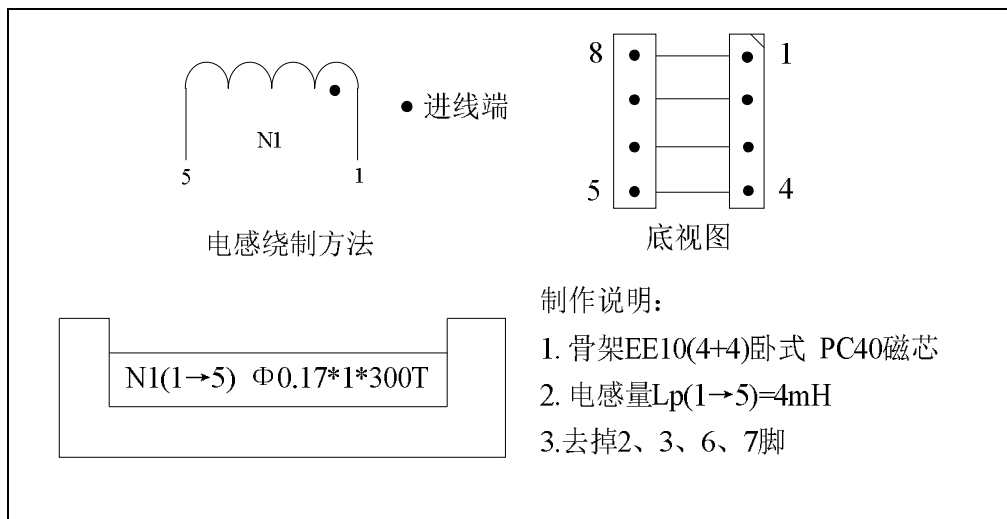 8
1
● 进线端
N1
5
1
5
4
电感绕制方法
底视图
制作说明:
1. 骨架EE10(4+4)卧式 PC40磁芯
N1(1→5) Φ0.17*1*300T
2. 电感量Lp(1→5)=4mH
3.去掉2、3、6、7脚